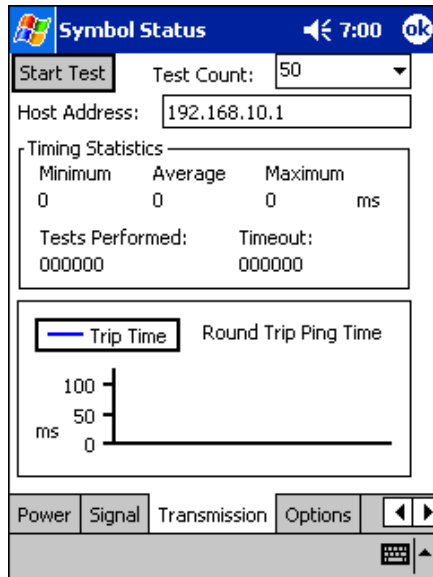 Symbol Status 7:00 ok
Start Test Test Count: 50
Host Address: 192.168.10.1
Timing Statistics
Minimum Average Maximum
0 0 0 ms
Tests Performed: Timeout:
000000 000000
Trip Time Round Trip Ping Time
100
50
ms
0
Power Signal Transmission Options